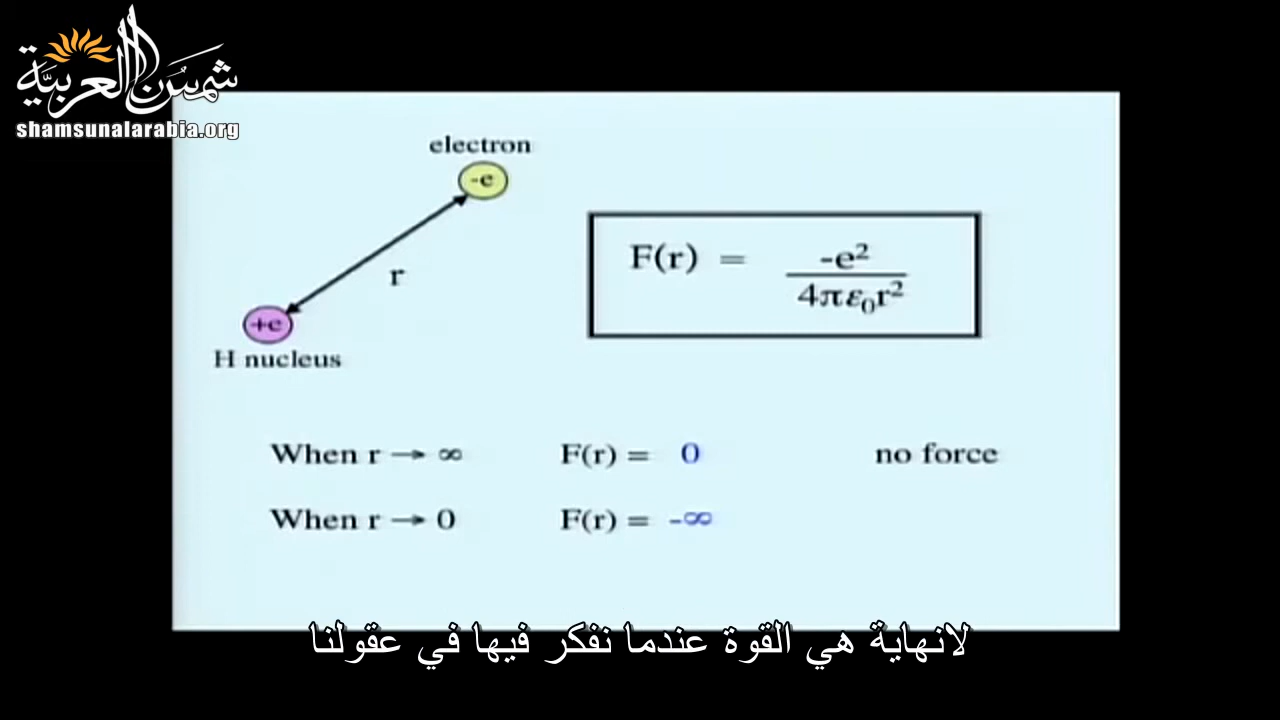 شمس العربية
shamsunalarabia.org
electron
-e
r
+e
H nucleus
F(r) = -e² / 4πε₀r²
When r → ∞ F(r) = 0 no force
When r → 0 F(r) = -∞
لانهاية هي القوة عندما نفكر فيها في عقولنا